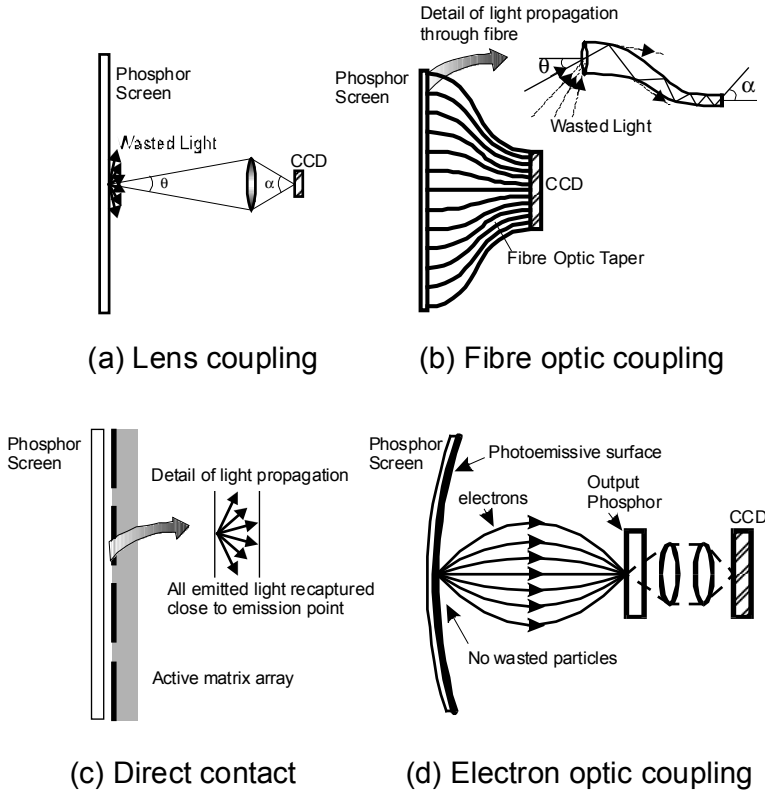 Phosphor
Screen
Wasted Light
θ
α
CCD
(a) Lens coupling
Detail of light propagation
through fibre
Phosphor
Screen
θ
α
Wasted Light
CCD
Fibre Optic Taper
(b) Fibre optic coupling
Phosphor
Screen
Detail of light propagation
All emitted light recaptured
close to emission point
Active matrix array
(c) Direct contact
Phosphor
Screen
Photoemissive surface
electrons
Output
Phosphor
CCD
No wasted particles
(d) Electron optic coupling